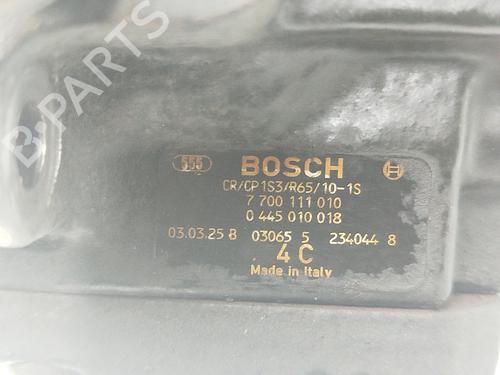 B-PARTS
555 BOSCH
CR/CP1S3/R65/10-1S
7 700 111 010
0 445 010 018
03.03.25 B 03065 5 234044 8
4 C
Made in Italy